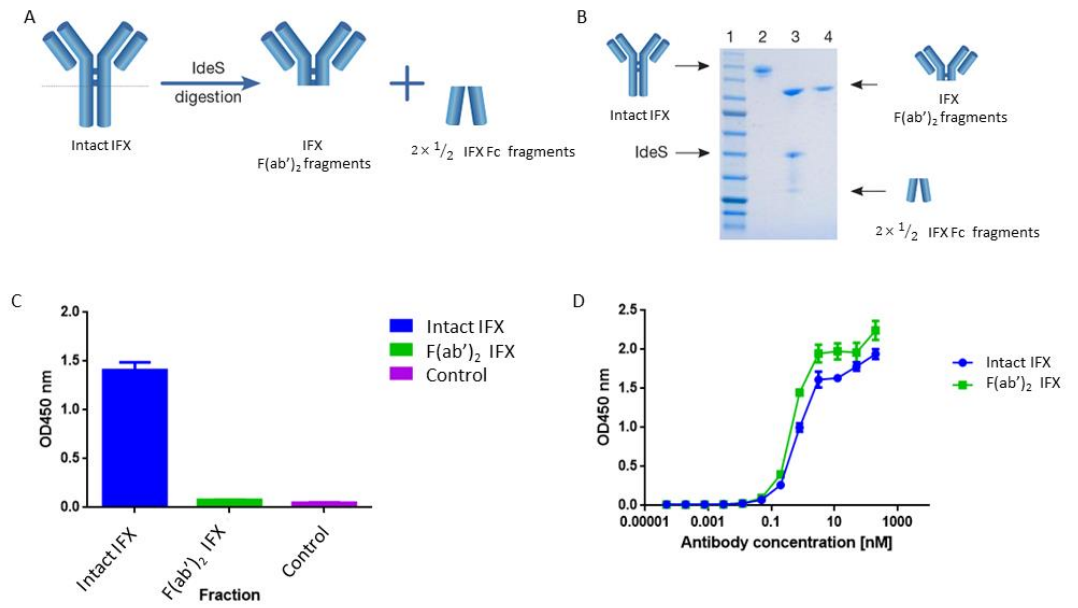 A
IdeS
digestion
Intact IFX
IFX
F(ab')₂ fragments
2 × 1/2 IFX Fc fragments
B
1 2 3 4
Intact IFX
IFX
F(ab')₂ fragments
IdeS
2 × 1/2 IFX Fc fragments
C
2.0
1.5
1.0
0.5
0.0
OD450 nm
Intact IFX
F(ab')₂ IFX
Control
Fraction
Intact IFX
F(ab')₂ IFX
Control
D
2.5
2.0
1.5
1.0
0.5
0.0
OD450 nm
0.00001 0.001 0.1 10 1000
Antibody concentration [nM]
Intact IFX
F(ab')₂ IFX